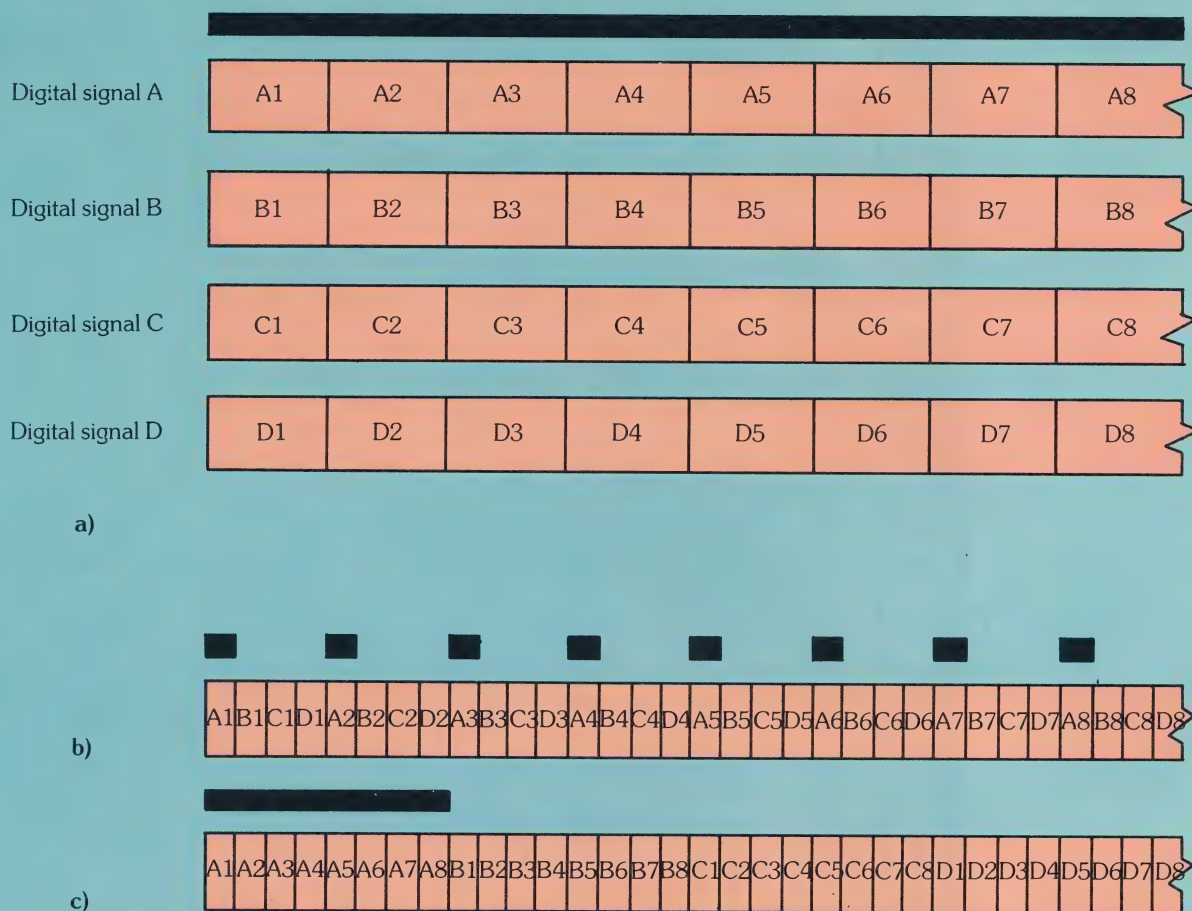 Digital signal A A1 A2 A3 A4 A5 A6 A7 A8
Digital signal B B1 B2 B3 B4 B5 B6 B7 B8
Digital signal C C1 C2 C3 C4 C5 C6 C7 C8
Digital signal D D1 D2 D3 D4 D5 D6 D7 D8
a)
A1 B1 C1 D1 A2 B2 C2 D2 A3 B3 C3 D3 A4 B4 C4 D4 A5 B5 C5 D5 A6 B6 C6 D6 A7 B7 C7 D7 A8 B8 C8 D8
b)
A1 A2 A3 A4 A5 A6 A7 A8 B1 B2 B3 B4 B5 B6 B7 B8 C1 C2 C3 C4 C5 C6 C7 C8 D1 D2 D3 D4 D5 D6 D7 D8
c)